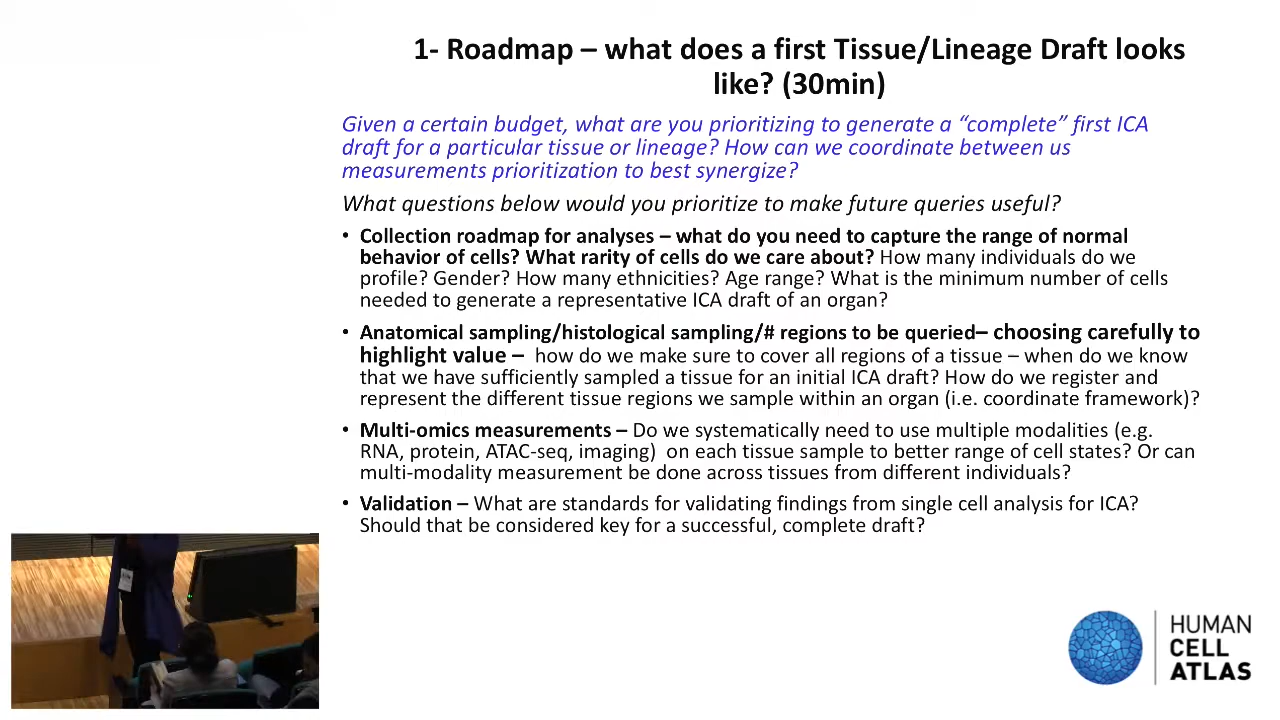 1- Roadmap – what does a first Tissue/Lineage Draft looks
like? (30min)
Given a certain budget, what are you prioritizing to generate a “complete” first ICA
draft for a particular tissue or lineage? How can we coordinate between us
measurements prioritization to best synergize?
What questions below would you prioritize to make future queries useful?
• Collection roadmap for analyses – what do you need to capture the range of normal
behavior of cells? What rarity of cells do we care about? How many individuals do we
profile? Gender? How many ethnicities? Age range? What is the minimum number of cells
needed to generate a representative ICA draft of an organ?
• Anatomical sampling/histological sampling/# regions to be queried– choosing carefully to
highlight value – how do we make sure to cover all regions of a tissue – when do we know
that we have sufficiently sampled a tissue for an initial ICA draft? How do we register and
represent the different tissue regions we sample within an organ (i.e. coordinate framework)?
• Multi-omics measurements – Do we systematically need to use multiple modalities (e.g.
RNA, protein, ATAC-seq, imaging) on each tissue sample to better range of cell states? Or can
multi-modality measurement be done across tissues from different individuals?
• Validation – What are standards for validating findings from single cell analysis for ICA?
Should that be considered key for a successful, complete draft?
HUMAN
CELL
ATLAS